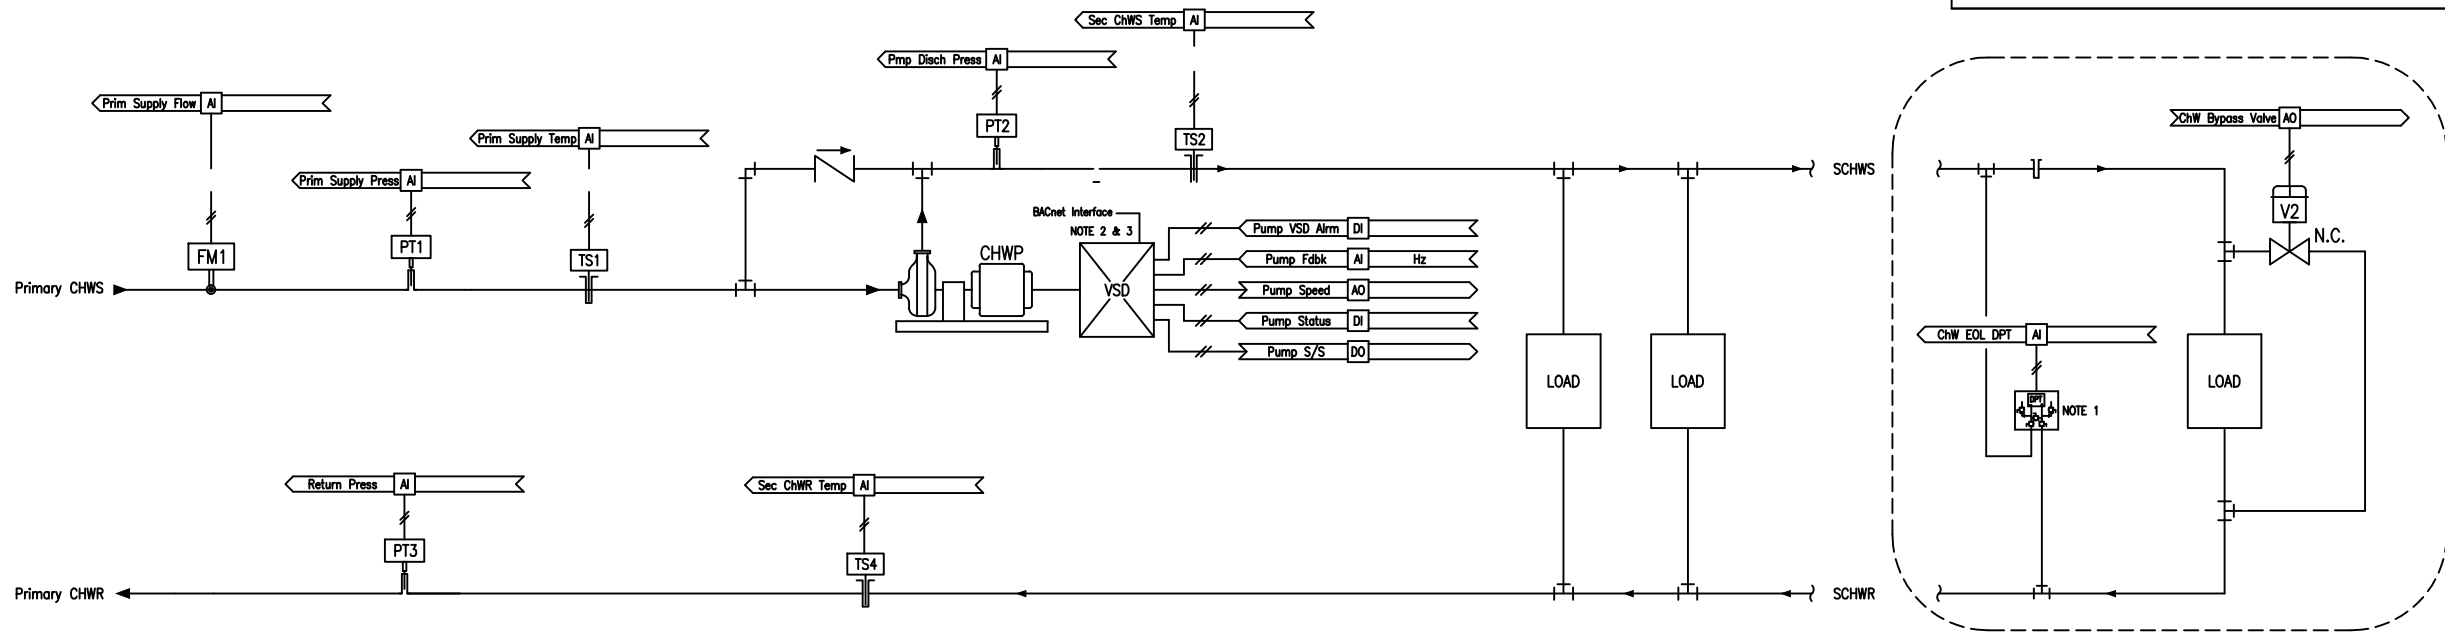 Sec ChWS Temp AI
Pmp Disch Press AI
Prim Supply Flow AI
ChW Bypass Valve AO
PT2
Prim Supply Temp AI
TS2
Prim Supply Press AI
SCHWS
BACnet Interface
NOTE 2 & 3
V2
N.C.
Pump VSD Alrm DI
FM1
PT1
TS1
CHWP
Pump Fdbk AI Hz
Primary CHWS
VSD
Pump Speed AO
Pump Status DI
ChW EOL DPT AI
Pump S/S DO
LOAD
LOAD
LOAD
DPT
NOTE 1
Return Press AI
Sec ChWR Temp AI
PT3
TS4
Primary CHWR
SCHWR